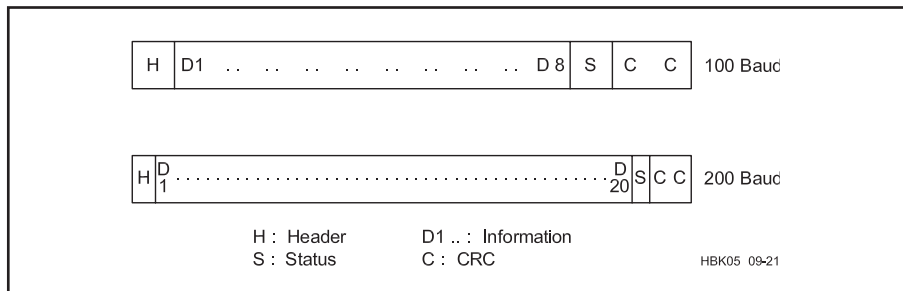 H D1 .. .. .. .. .. .. .. .. D 8 S C C 100 Baud
H D 1 ............................................. D 20 S C C 200 Baud
H : Header D1 .. : Information
S : Status C : CRC
HBK05 09-21